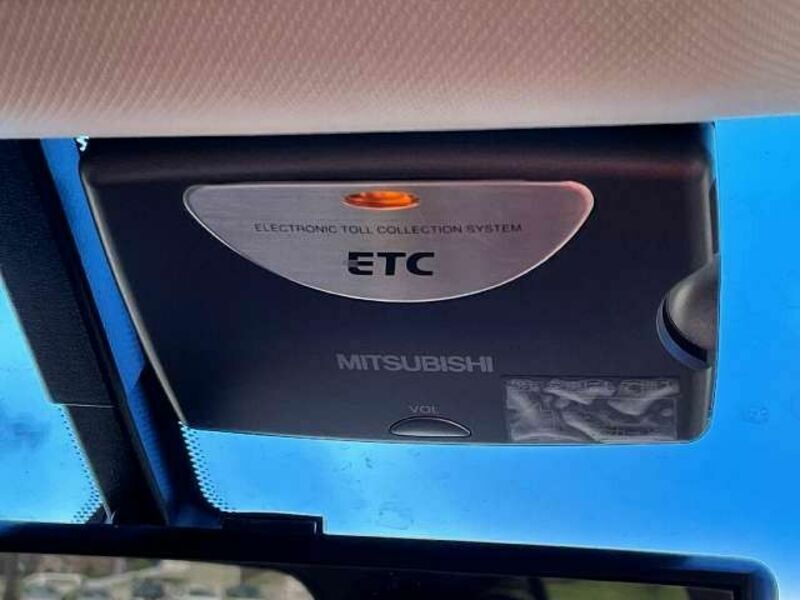 ELECTRONIC TOLL COLLECTION SYSTEM
ETC
MITSUBISHI
VOL